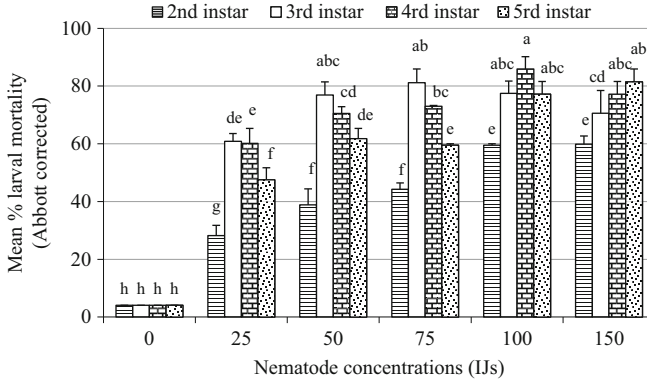 2nd instar 3rd instar 4rd instar 5rd instar
100
80
60
40
20
0
Mean % larval mortality
(Abbott corrected)
h h h h
g de e f
f abc cd de
f ab bc e
e abc a abc
e cd abc ab
0 25 50 75 100 150
Nematode concentrations (IJs)